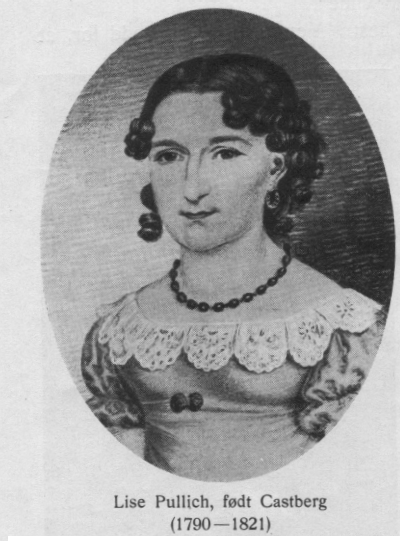 Lise Pullich, født Castberg
(1790—1821)